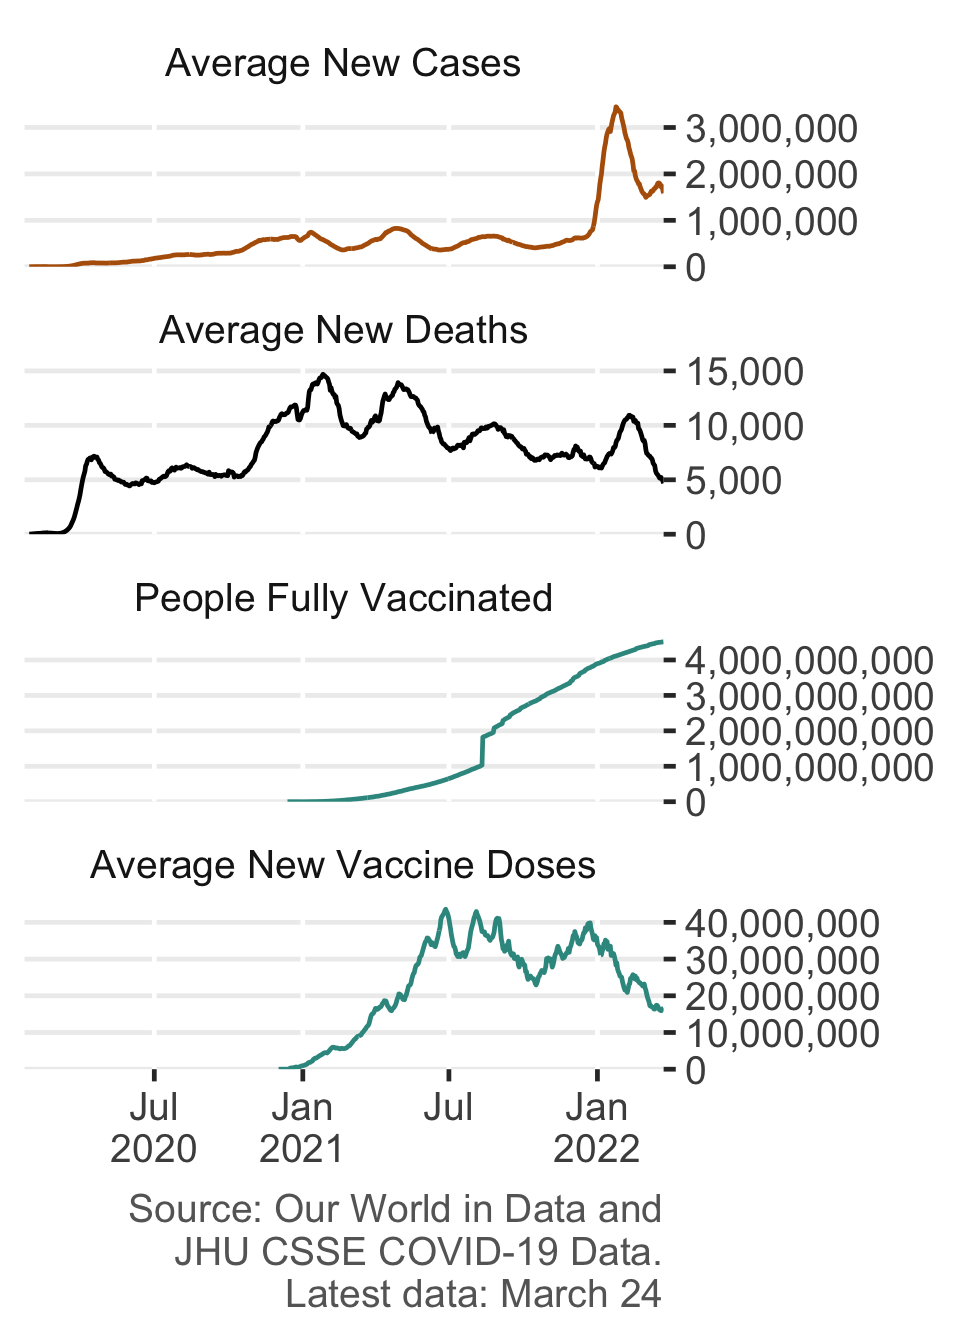 Average New Cases
3,000,000
2,000,000
1,000,000
0
Average New Deaths
15,000
10,000
5,000
0
People Fully Vaccinated
4,000,000,000
3,000,000,000
2,000,000,000
1,000,000,000
0
Average New Vaccine Doses
40,000,000
30,000,000
20,000,000
10,000,000
0
Jul Jan Jul Jan
2020 2021 2022
Source: Our World in Data and
JHU CSSE COVID-19 Data.
Latest data: March 24